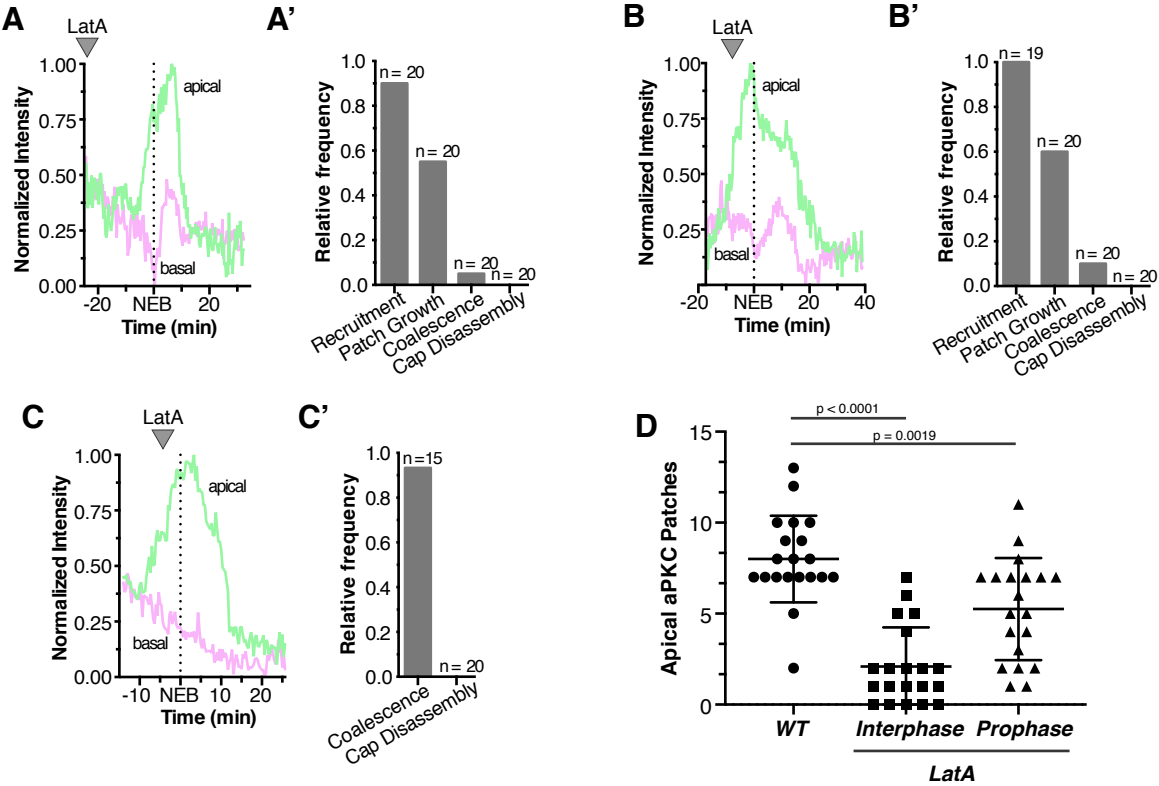 A
LatA
Normalized Intensity
1.00
0.75
0.50
0.25
0.00
apical
basal
-20
NEB
20
Time (min)
A’
Relative frequency
1.0
0.8
0.6
0.4
0.2
0.0
n= 20
n= 20
n= 20
n= 20
Recruitment
Patch Growth
Coalescence
Cap Disassembly
B
LatA
Normalized Intensity
1.00
0.75
0.50
0.25
apical
basal
-20
NEB
20
40
Time (min)
B’
Relative frequency
1.0
0.8
0.6
0.4
0.2
0.0
n= 19
n= 20
n= 20
n= 20
Recruitment
Patch Growth
Coalescence
Cap Disassembly
C
LatA
Normalized Intensity
1.00
0.75
0.50
0.25
0.00
apical
basal
-10
NEB
10
20
Time (min)
C’
Relative frequency
1.0
0.8
0.6
0.4
0.2
0.0
n=15
n= 20
Coalescence
Cap Disassembly
D
p < 0.0001
p = 0.0019
Apical aPKC Patches
15
10
5
0
WT
Interphase
Prophase
LatA